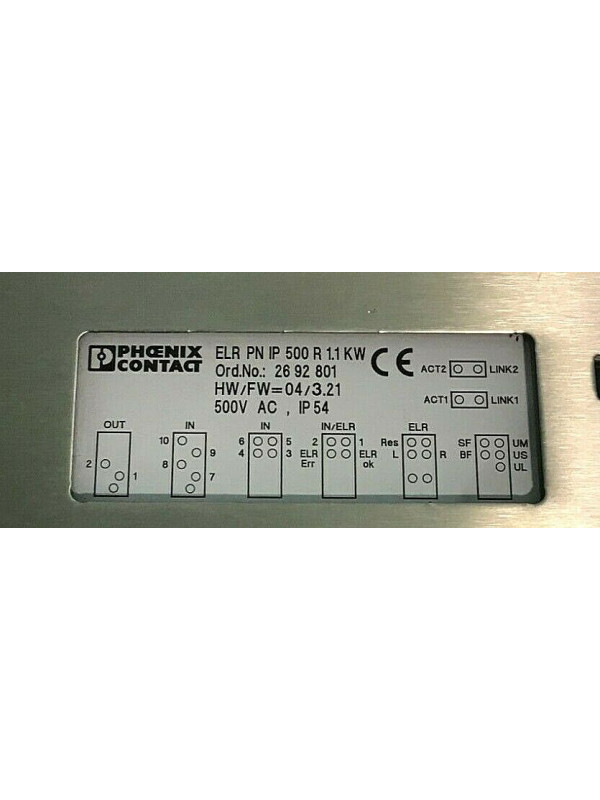 PHŒNIX
CONTACT
ELR PN IP 500 R 1.1 KW
Ord.No.: 26 92 801
HW/FW=04/3.21
500V AC , IP 54
CE
ACT2 LINK2
ACT1 LINK1
OUT IN IN IN/ELR ELR
10 6 5 2 1 Res SF UM
9 4 3 ELR ELR L R BF US
2 8 Err ok UL
1 7